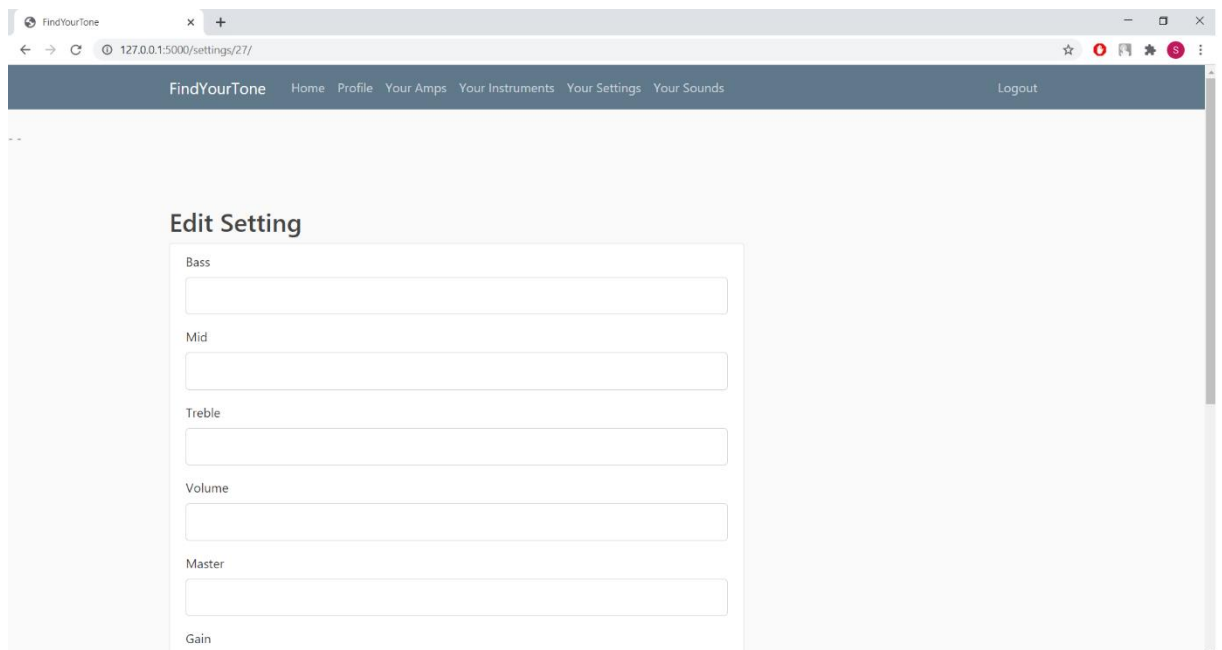 FindYourTone
127.0.0.1:5000/settings/27/
S
FindYourTone Home Profile Your Amps Your Instruments Your Settings Your Sounds Logout
- -
Edit Setting
Bass
Mid
Treble
Volume
Master
Gain